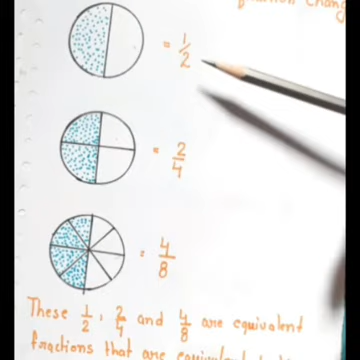 = 1/2
= 2/4
= 4/8
These 1/2, 2/4 and 4/8 are equivalent
fractions that are equivalent